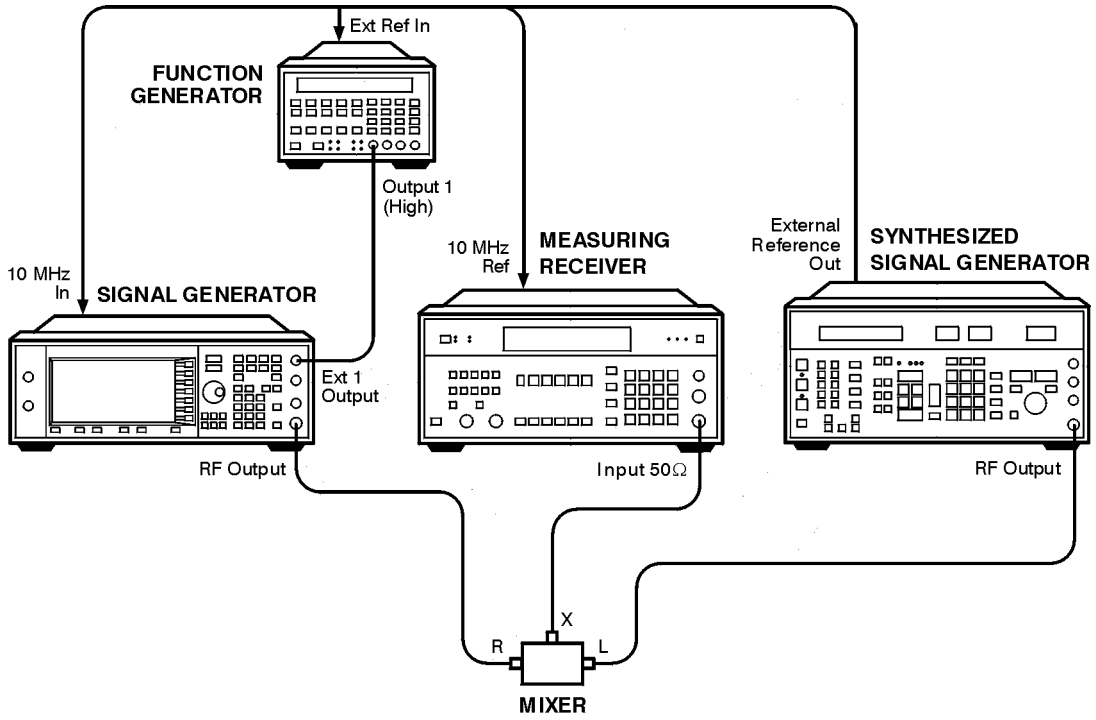 Ext Ref In
FUNCTION
GENERATOR
Output 1
(High)
10 MHz
In
SIGNAL GENERATOR
Ext 1
Output
RF Output
10 MHz
Ref
MEASURING
RECEIVER
Input 50Ω
External
Reference
Out
SYNTHESIZED
SIGNAL GENERATOR
RF Output
R
X
L
MIXER